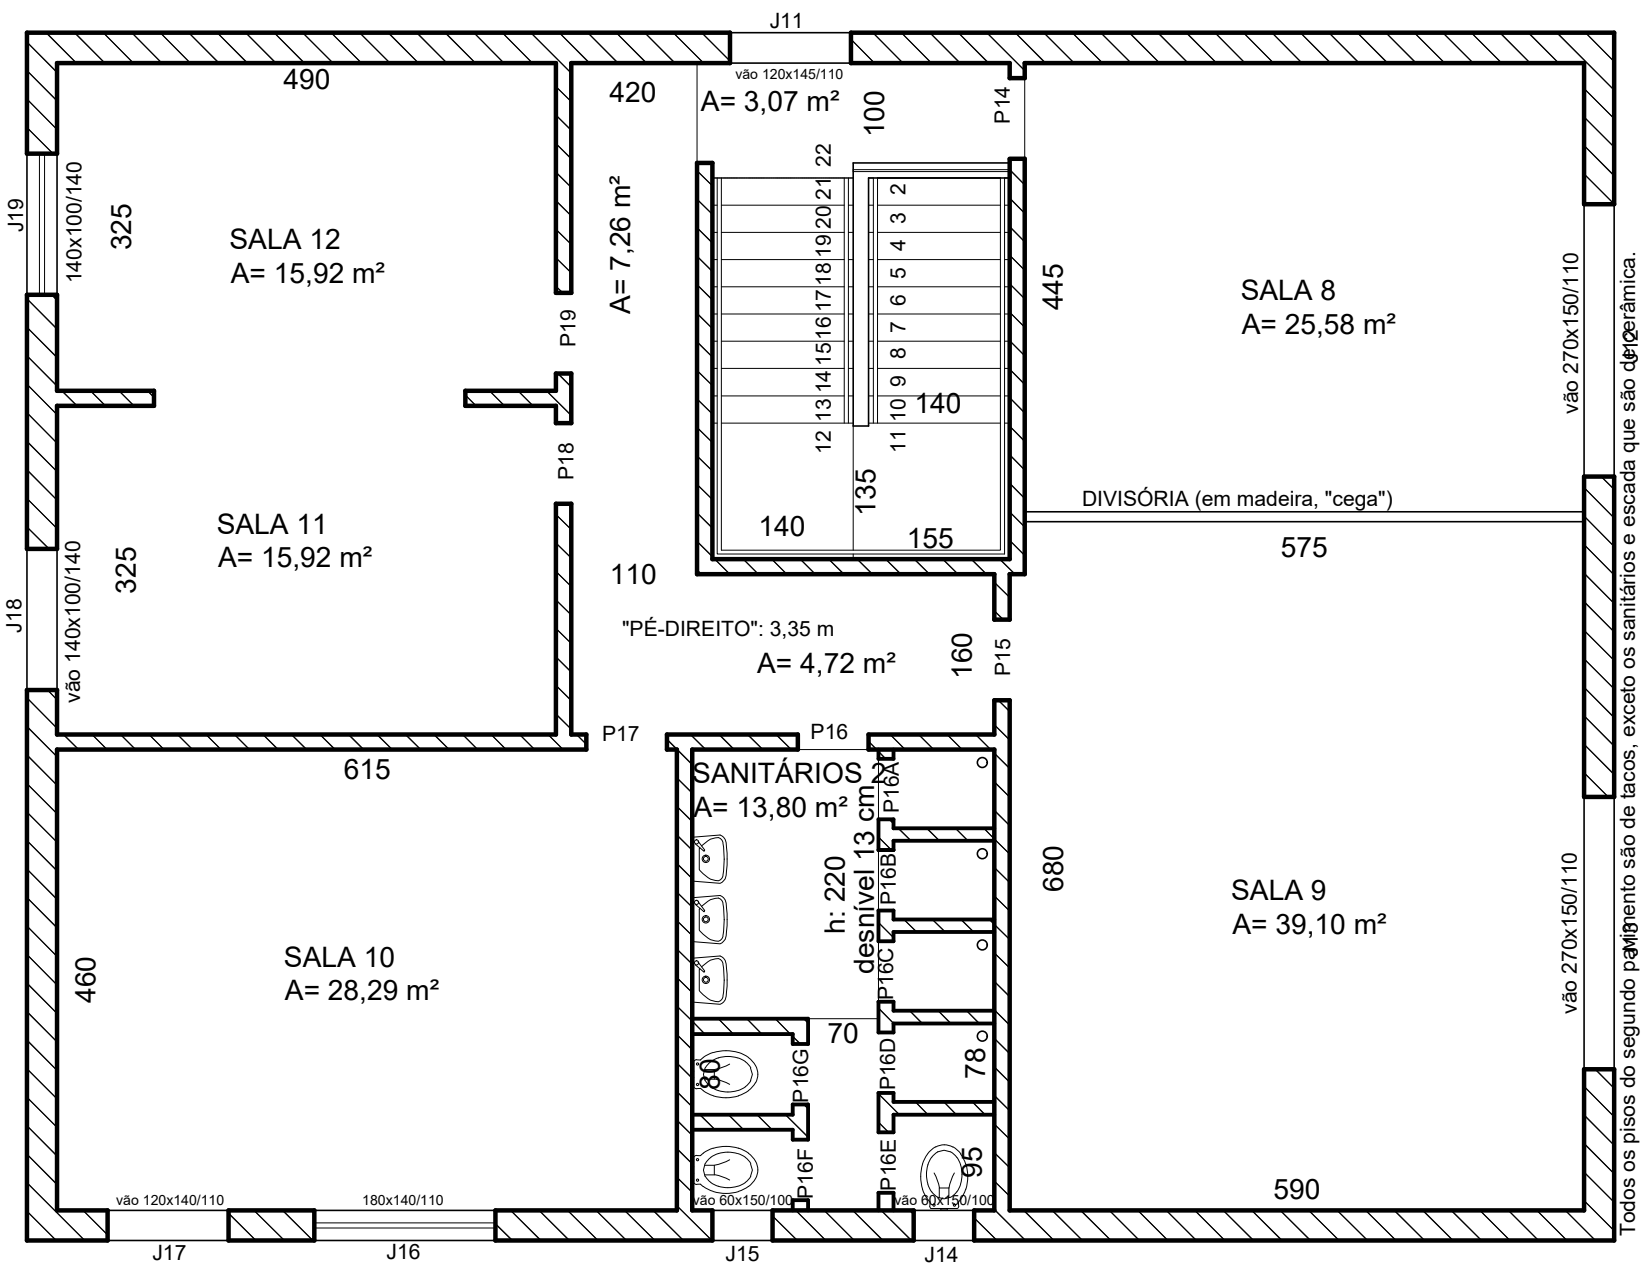 J11
vão 120x145/110
490
420
A= 3,07 m²
100
P14
J19
140x100/140
325
SALA 12
A= 15,92 m²
A= 7,26 m²
P19
22
21
20
19
18
17
16
15
14
13
12
2
3
4
5
6
7
8
9
10
11
140
135
140
155
445
SALA 8
A= 25,58 m²
vão 270x150/110
J12
DIVISÓRIA (em madeira, "cega")
575
P18
SALA 11
A= 15,92 m²
325
J18
vão 140x100/140
110
"PÉ-DIREITO": 3,35 m
A= 4,72 m²
160
P15
P17
P16
615
SANITÁRIOS 2
A= 13,80 m²
P16A
P16B
P16C
P16D
P16E
P16F
P16G
h: 220
desnível 13 cm
70
80
78
95
680
SALA 9
A= 39,10 m²
vão 270x150/110
J13
590
SALA 10
A= 28,29 m²
460
vão 120x140/110
180x140/110
vão 60x150/100
vão 60x150/100
J17
J16
J15
J14
Todos os pisos do segundo pavimento são de tacos, exceto os sanitários e escada que são de cerâmica.